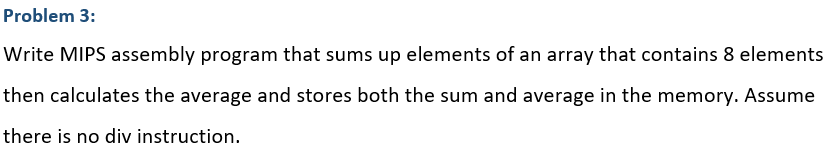 Problem 3:
Write MIPS assembly program that sums up elements of an array that contains 8 elements
then calculates the average and stores both the sum and average in the memory. Assume
there is no div instruction.